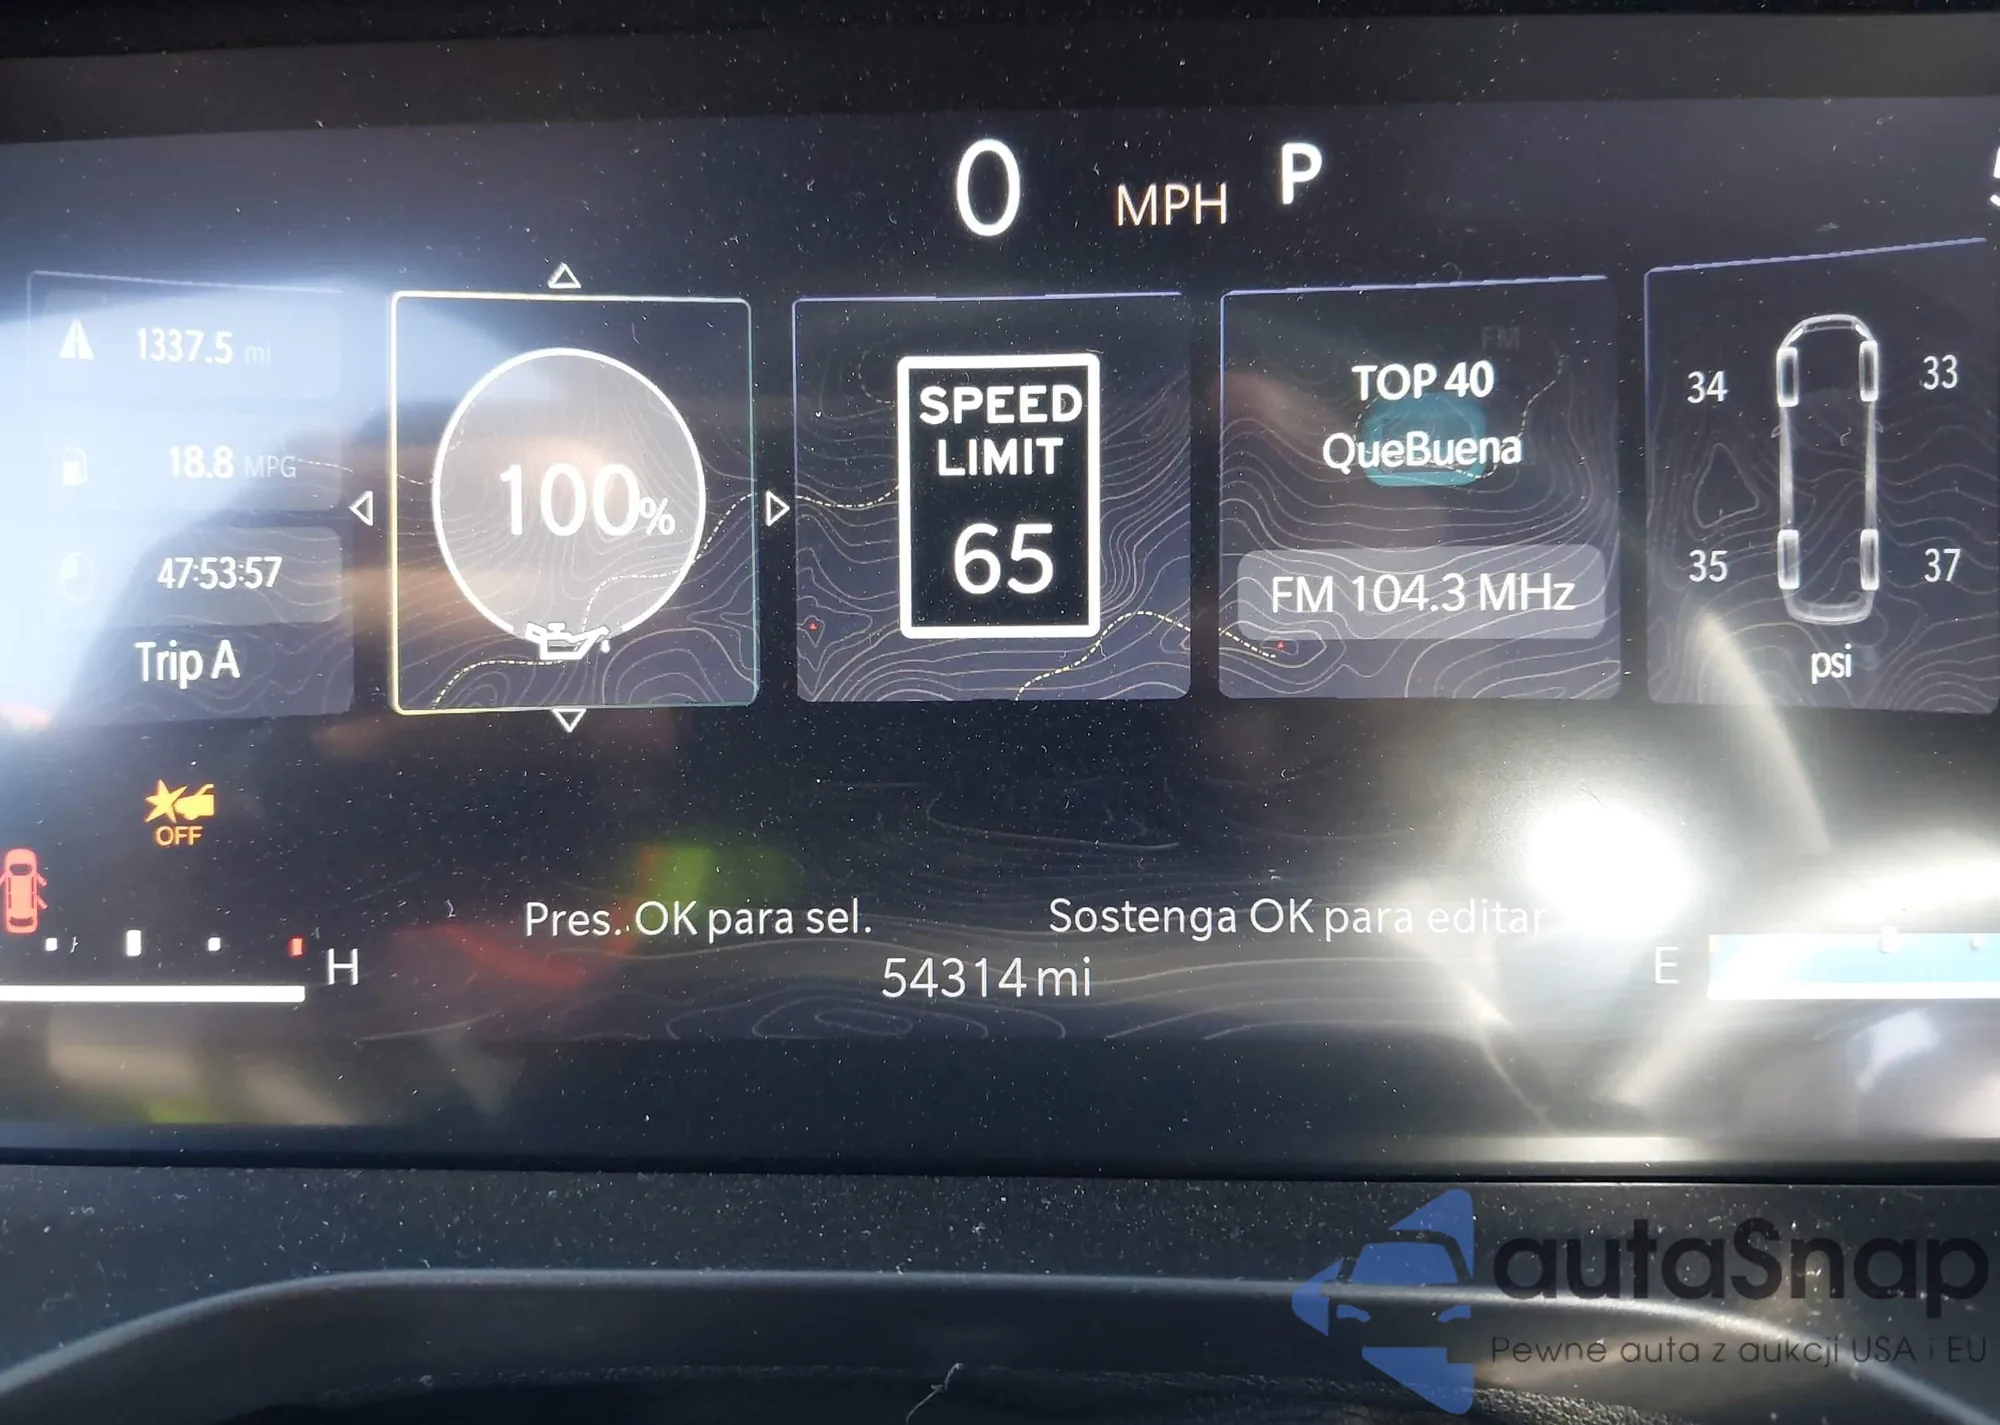 0 MPH P
1337.5 mi
18.8 MPG
47:53:57
Trip A
100%
SPEED
LIMIT
65
FM
TOP 40
QueBuena
FM 104.3 MHz
34 33
35 37
psi
OFF
Pres. OK para sel. Sostenga OK para editar
H
54314 mi
E
autaSnap
Pewne auta z aukcji USA i EU